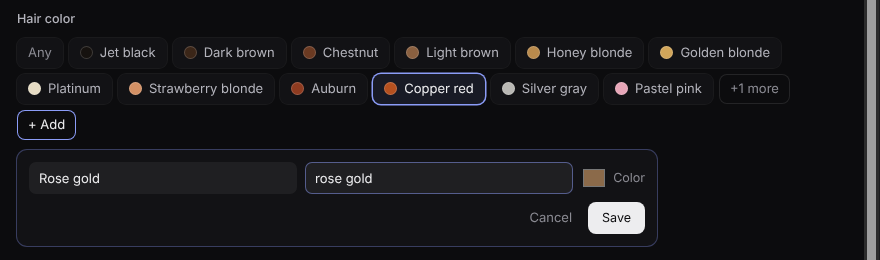 Hair color
Any Jet black Dark brown Chestnut Light brown Honey blonde Golden blonde
Platinum Strawberry blonde Auburn Copper red Silver gray Pastel pink +1 more
+ Add
Rose gold rose gold Color
Cancel Save